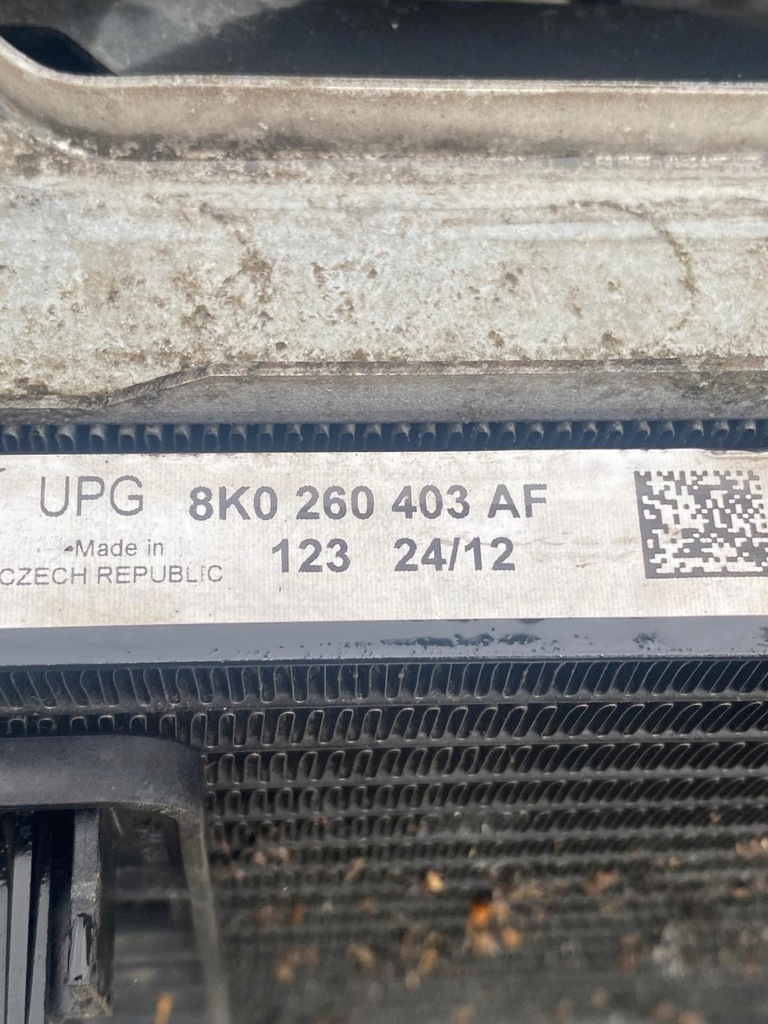 UPG 8K0 260 403 AF
Made in 123 24/12
CZECH REPUBLIC